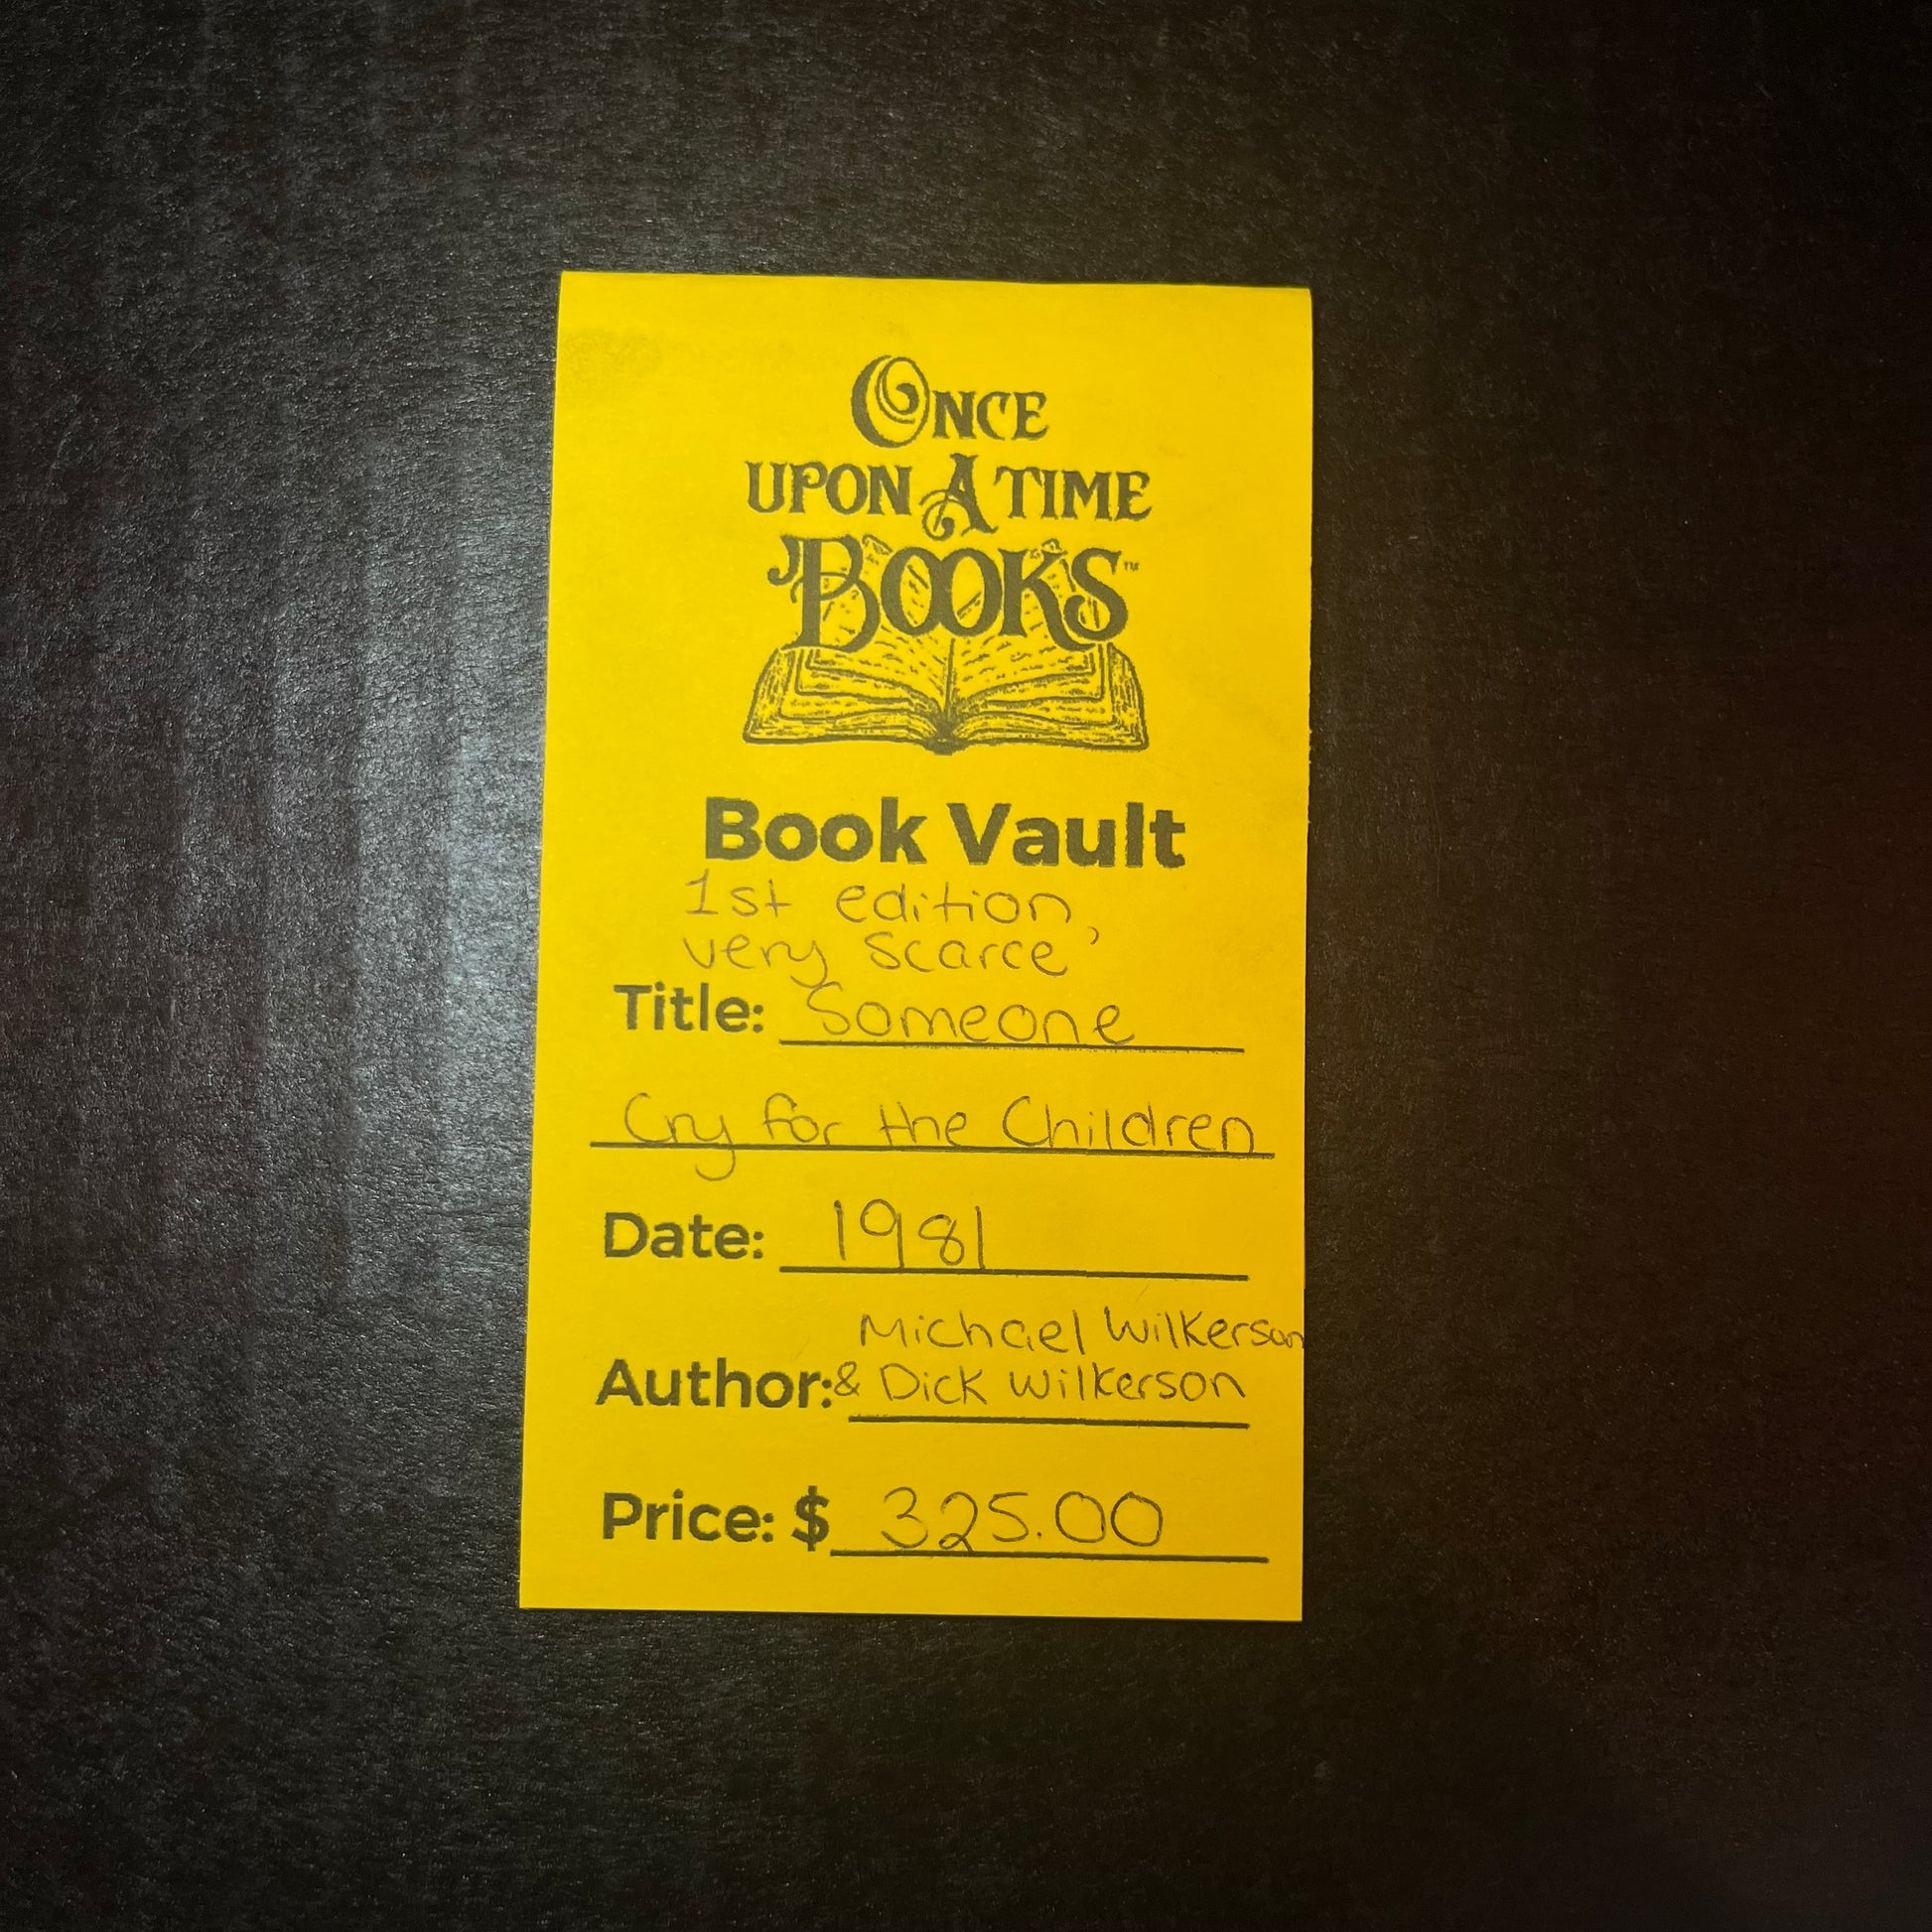 ONCE
UPON A TIME
BOOKS™
Book Vault
1st edition,
very scarce
Title: Someone
Cry for the Children
Date: 1981
Michael Wilkerson
Author: & Dick Wilkerson
Price: $ 325.00